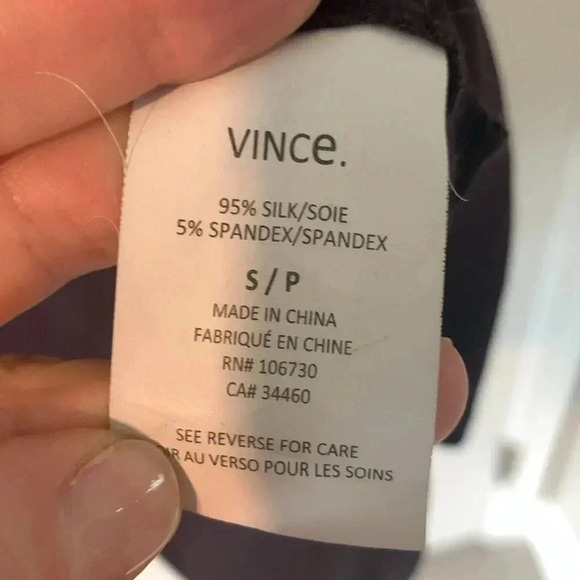 VINCe.
95% SILK/SOIE
5% SPANDEX/SPANDEX
S / P
MADE IN CHINA
FABRIQUÉ EN CHINE
RN# 106730
CA# 34460
SEE REVERSE FOR CARE
AU VERSO POUR LES SOINS